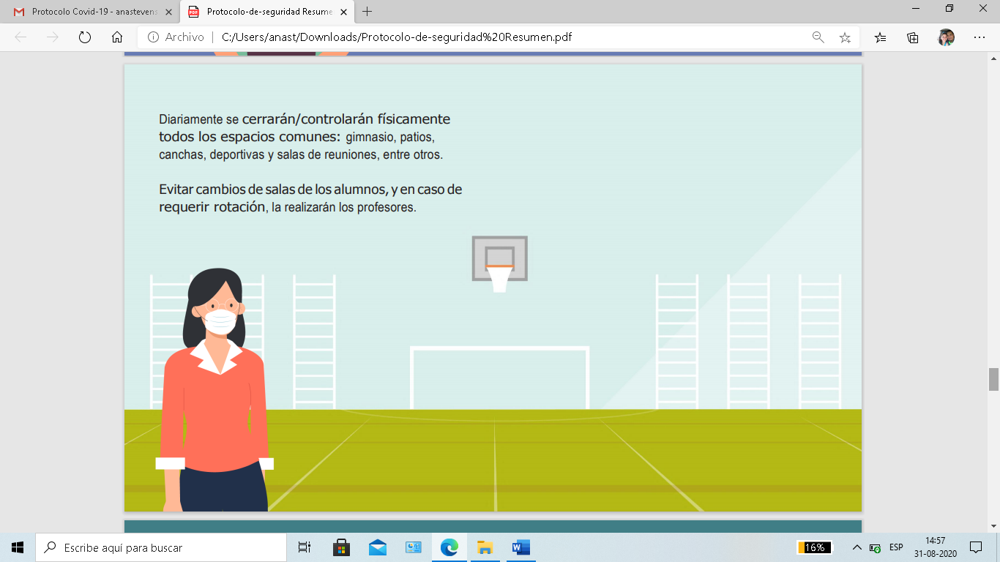 Protocolo Covid-19 - anastevens
Protocolo-de-seguridad Resume
Archivo
C:/Users/anast/Downloads/Protocolo-de-seguridad%20Resumen.pdf
Diariamente se cerrarán/controlarán físicamente
todos los espacios comunes: gimnasio, patios,
canchas, deportivas y salas de reuniones, entre otros.
Evitar cambios de salas de los alumnos, y en caso de
requerir rotación, la realizarán los profesores.
Escribe aquí para buscar
16%
ESP
14:57
31-08-2020